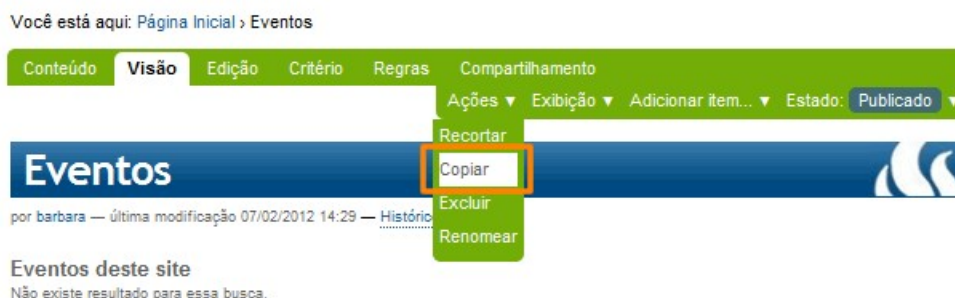 Você está aqui: Página Inicial › Eventos
Conteúdo Visão Edição Critério Regras Compartilhamento
Ações ▼ Exibição ▼ Adicionar item... ▼ Estado: Publicado ▼
Recortar
Eventos
Copiar
Excluir
por barbara — última modificação 07/02/2012 14:29 — Históric
Renomear
Eventos deste site
Não existe resultado para essa busca.